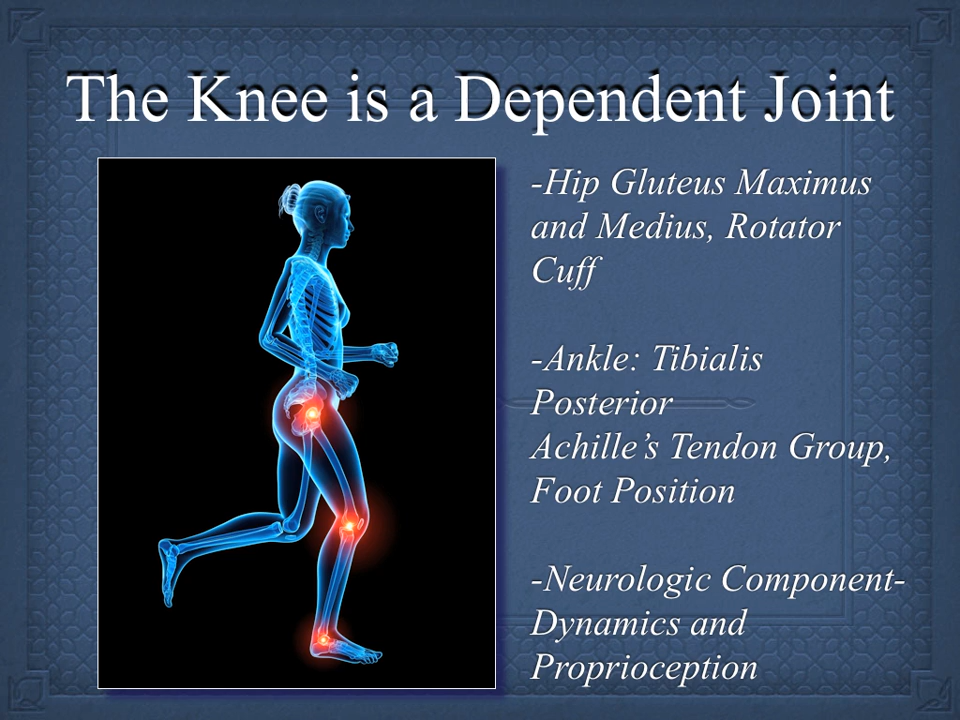 The Knee is a Dependent Joint
-Hip Gluteus Maximus
and Medius, Rotator
Cuff
-Ankle: Tibialis
Posterior
Achille’s Tendon Group,
Foot Position
-Neurologic Component-
Dynamics and
Proprioception